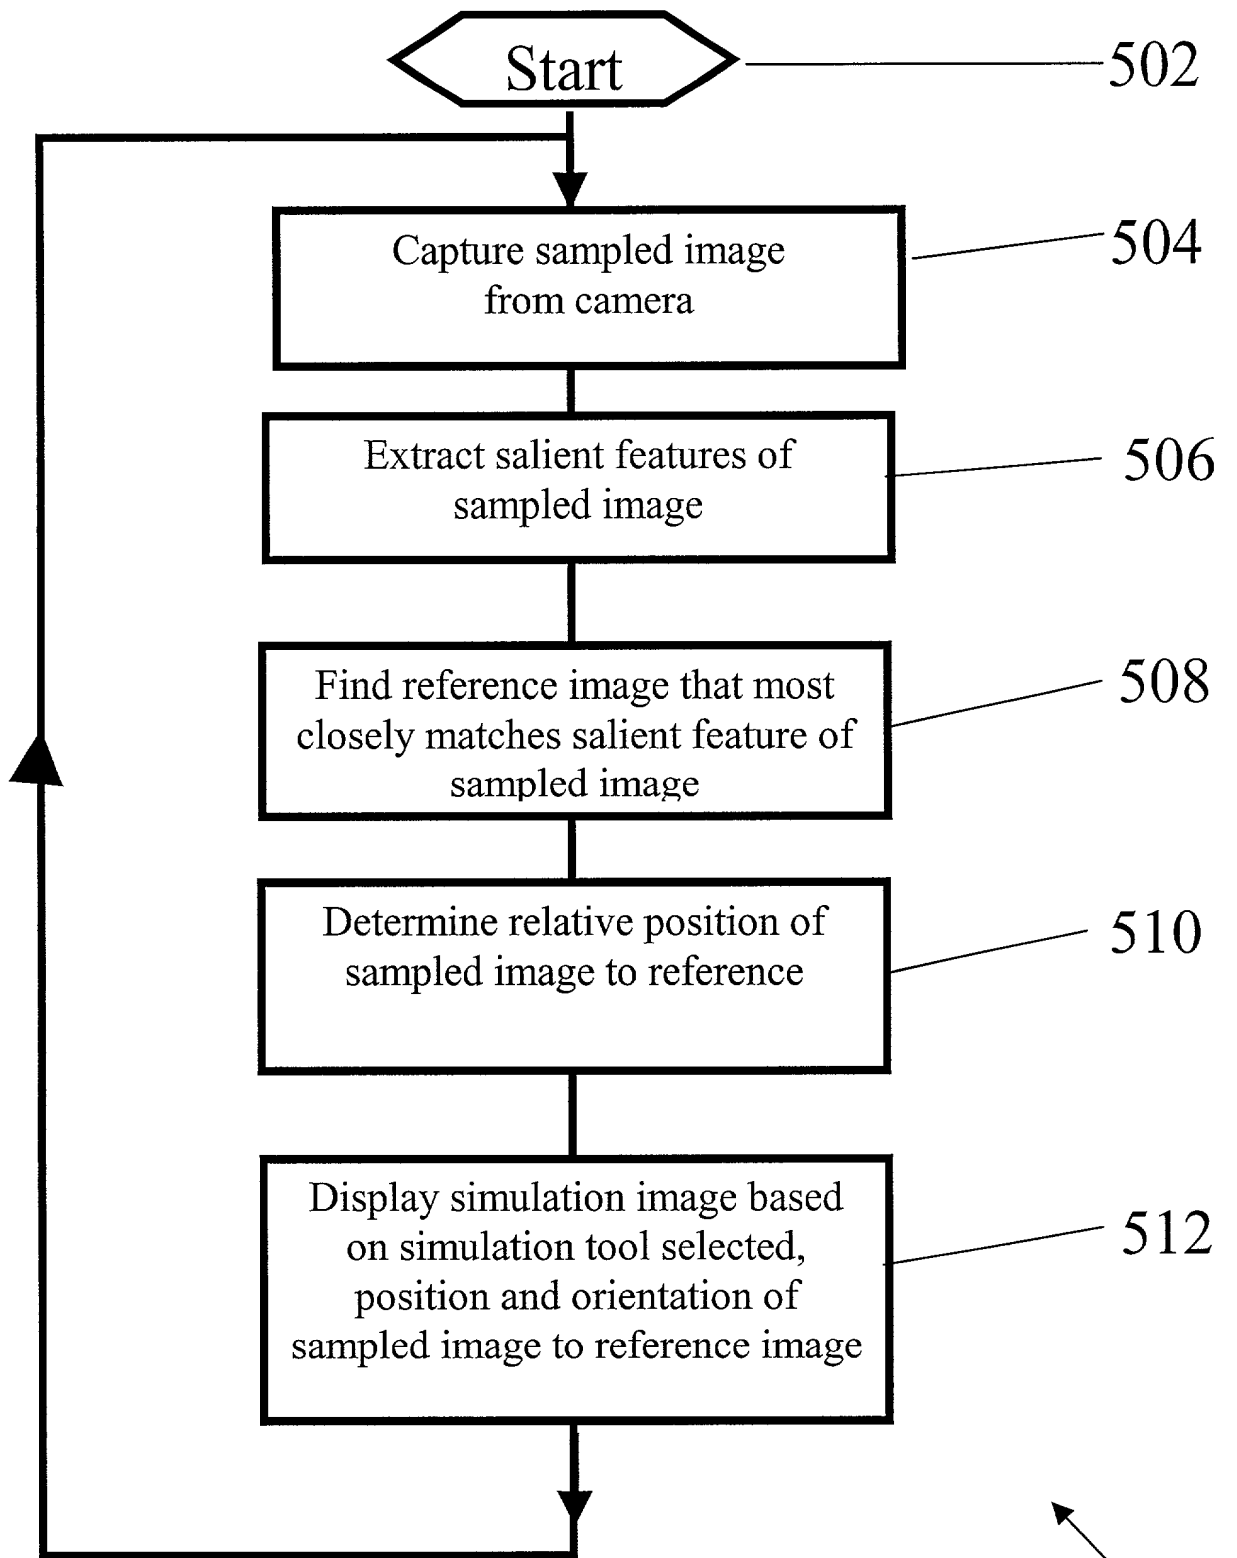 Start
502
Capture sampled image
from camera
504
Extract salient features of
sampled image
506
Find reference image that most
closely matches salient feature of
sampled image
508
Determine relative position of
sampled image to reference
510
Display simulation image based
on simulation tool selected,
position and orientation of
sampled image to reference image
512